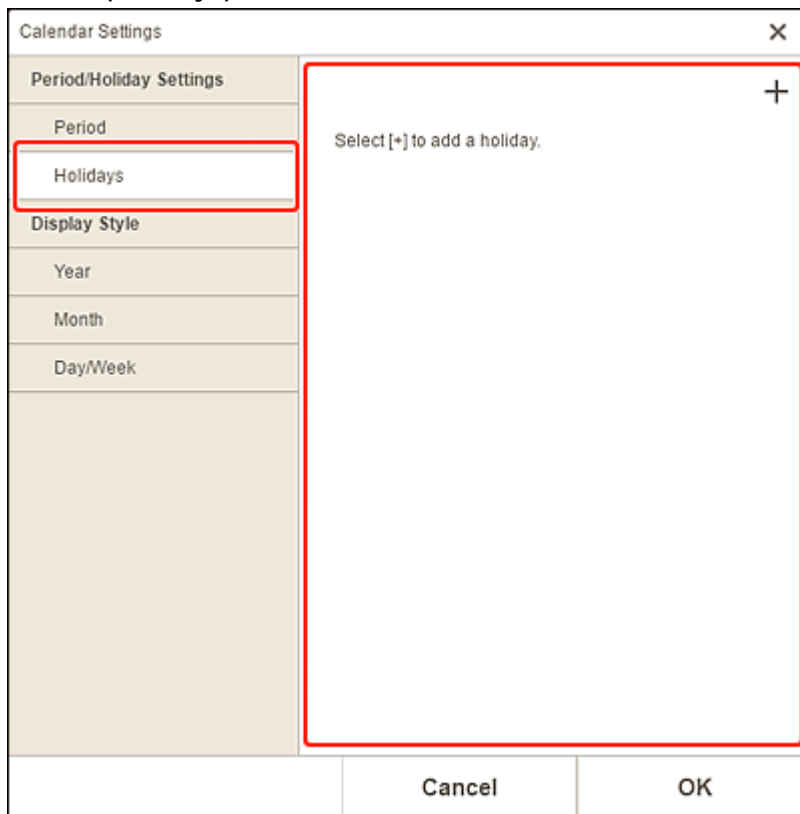 Calendar Settings
Period/Holiday Settings
Period
Select [+] to add a holiday.
Holidays
Display Style
Year
Month
Day/Week
Cancel
OK